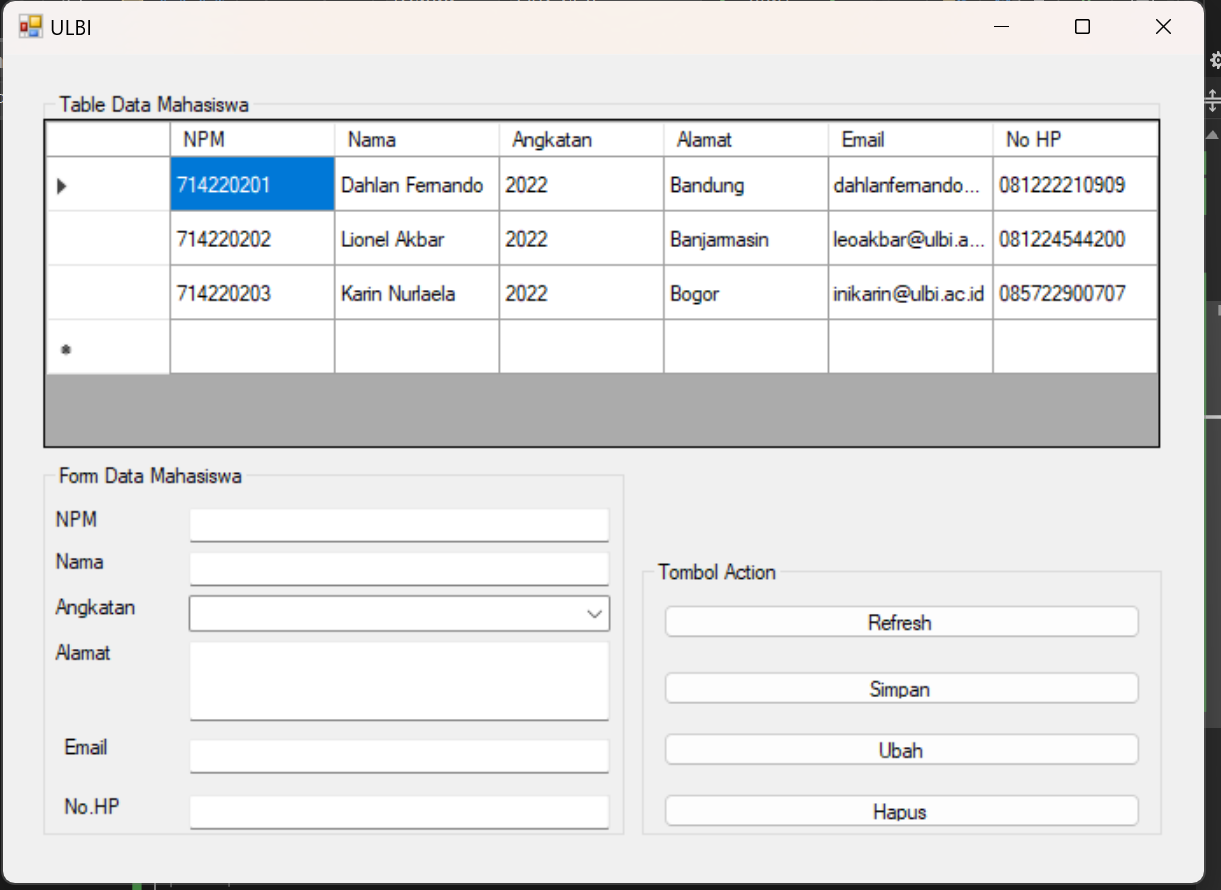 ULBI
Table Data Mahasiswa
NPM Nama Angkatan Alamat Email No HP
714220201 Dahlan Fernando 2022 Bandung dahlanfernando... 081222210909
714220202 Lionel Akbar 2022 Banjarmasin leoakbar@ulbi.a... 081224544200
714220203 Karin Nurlaela 2022 Bogor inikarin@ulbi.ac.id 085722900707
Form Data Mahasiswa
NPM
Nama
Angkatan
Alamat
Email
No.HP
Tombol Action
Refresh
Simpan
Ubah
Hapus